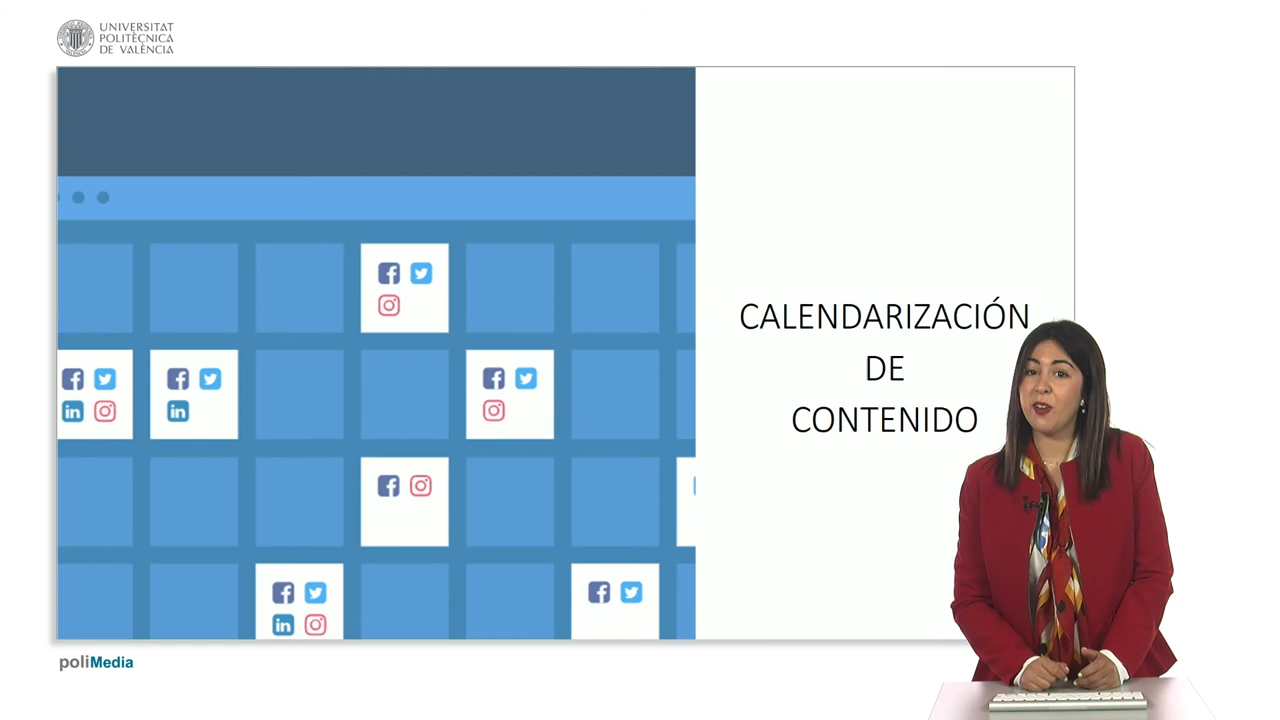 UNIVERSITAT
POLITÈCNICA
DE VALÈNCIA
CALENDARIZACIÓN
DE
CONTENIDO
poliMedia